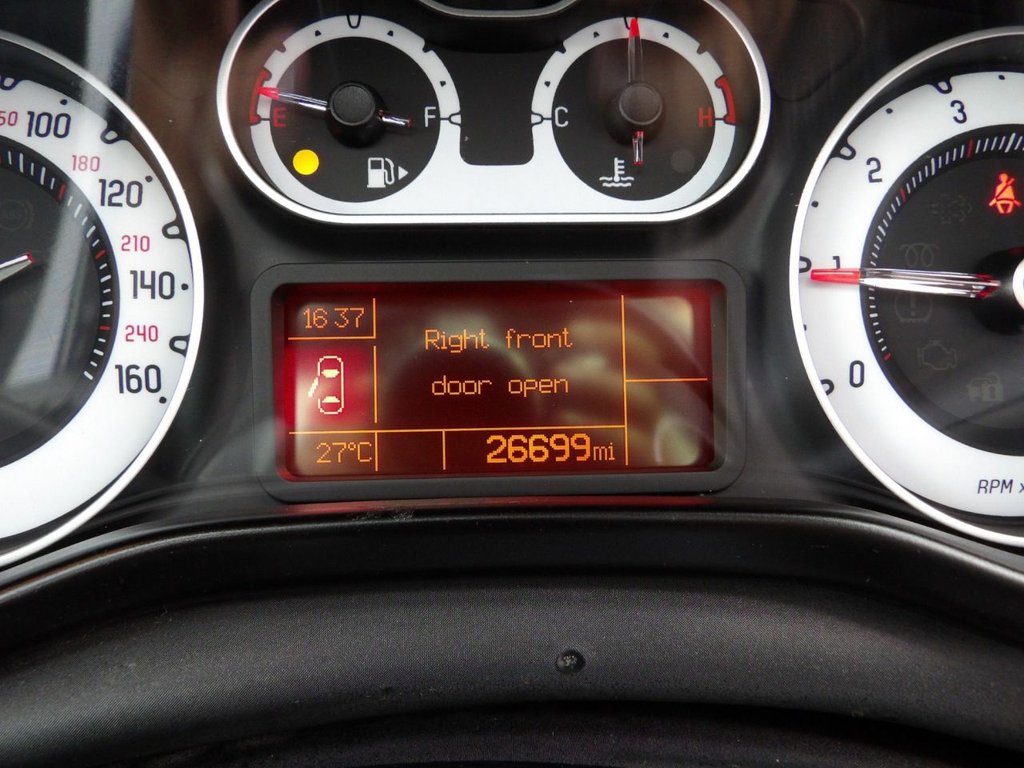 E
F
C
H
50
100
180
120
210
140
240
160
16 37
Right front
door open
27°C
26699mi
3
2
1
0
RPM x